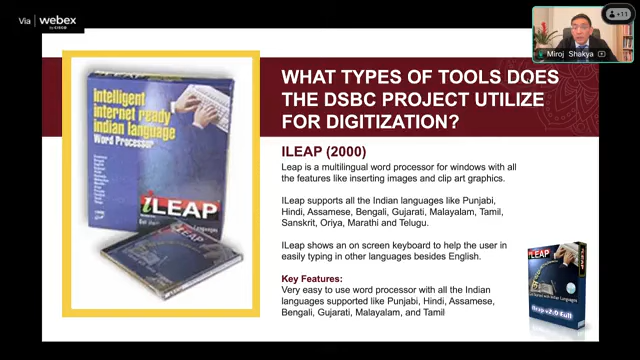 Via
webex
by CISCO
+11
Miroj Shakya
WHAT TYPES OF TOOLS DOES
THE DSBC PROJECT UTILIZE
FOR DIGITIZATION?
ILEAP (2000)
Leap is a multilingual word processor for windows with all
the features like inserting images and clip art graphics.
ILeap supports all the Indian languages like Punjabi,
Hindi, Assamese, Bengali, Gujarati, Malayalam, Tamil,
Sanskrit, Oriya, Marathi and Telugu.
ILeap shows an on screen keyboard to help the user in
easily typing in other languages besides English.
Key Features:
Very easy to use word processor with all the Indian
languages supported like Punjabi, Hindi, Assamese,
Bengali, Gujarati, Malayalam, and Tamil
intelligent
internet ready
indian language
Word Processor
iLEAP
iLEAP
Ileap v2.0 Full